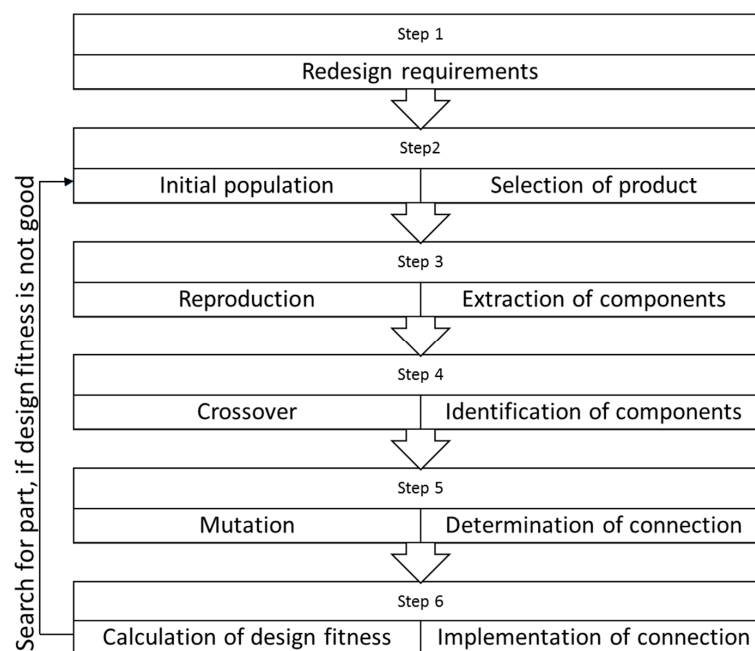 Step 1
Redesign requirements
Step2
Initial population
Selection of product
Step 3
Reproduction
Extraction of components
Step 4
Crossover
Identification of components
Step 5
Mutation
Determination of connection
Step 6
Calculation of design fitness
Implementation of connection
Search for part, if design fitness is not good